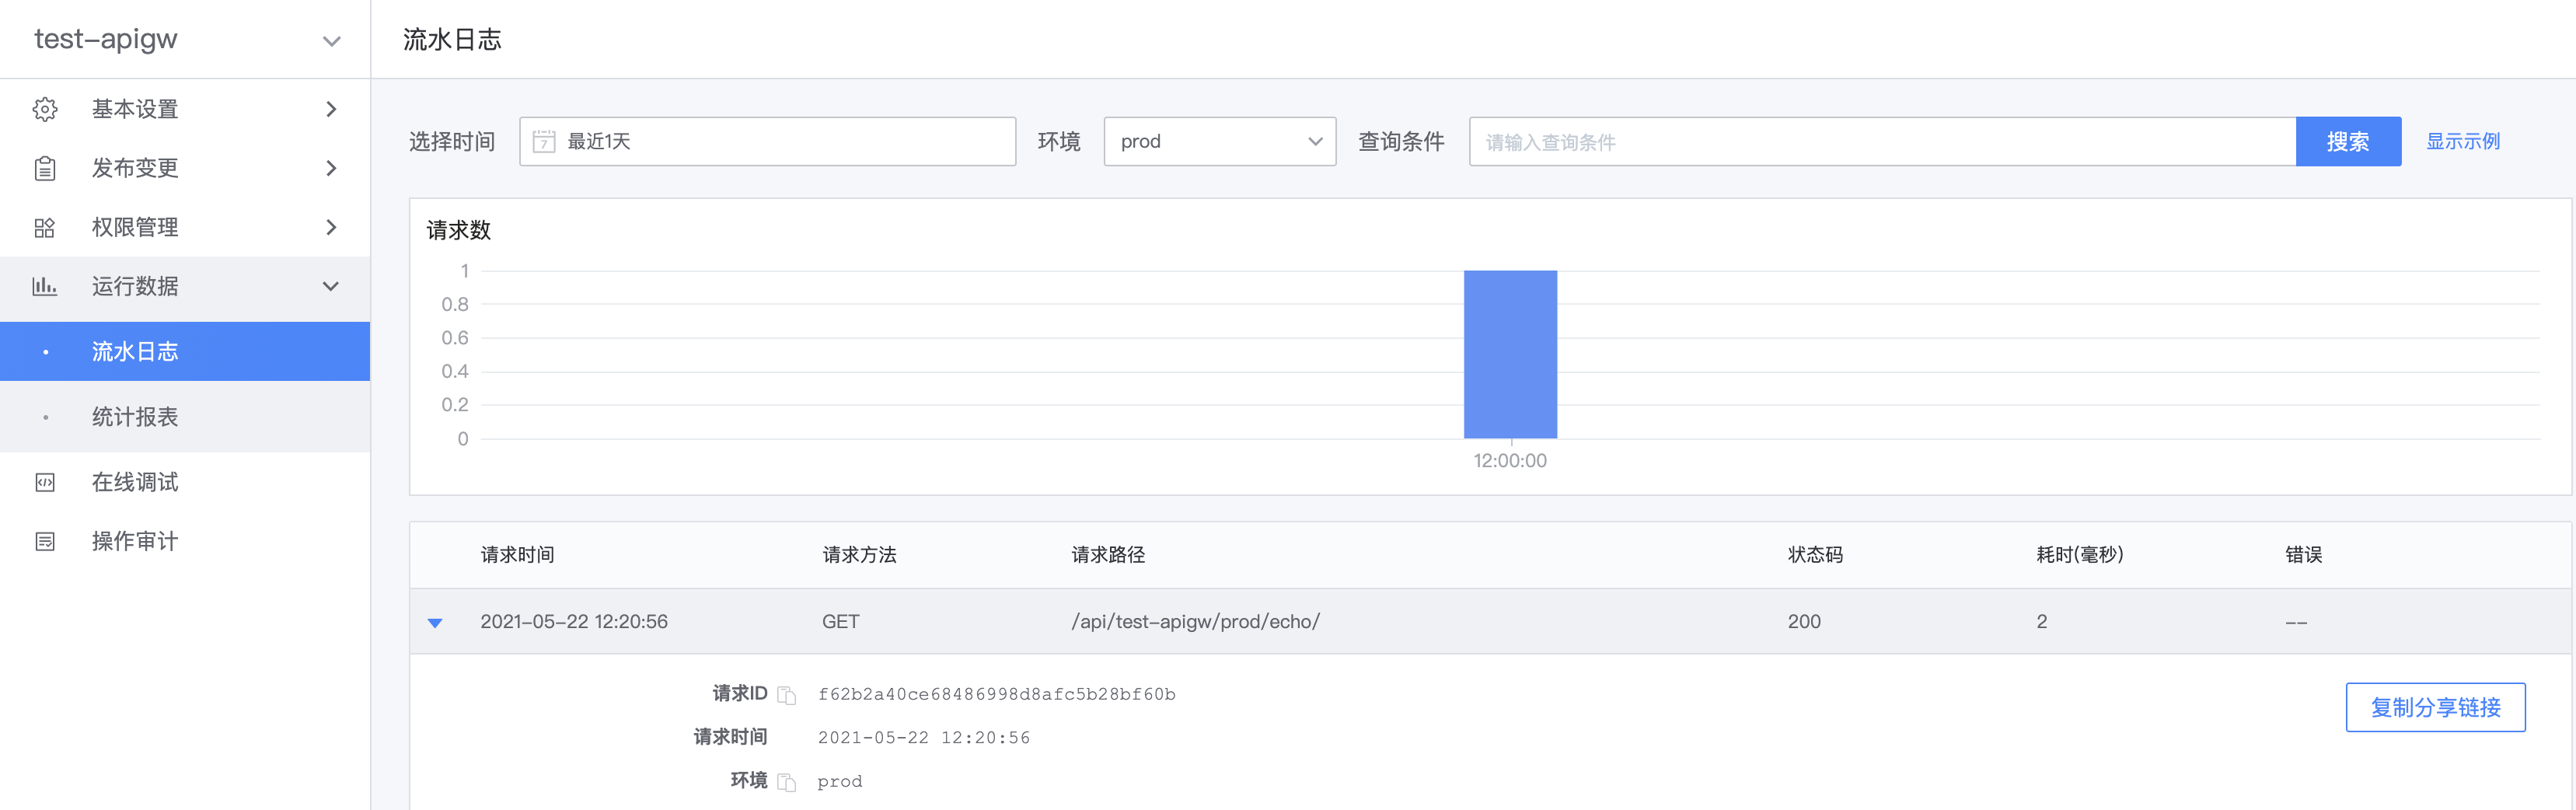 test-apigw
流水日志
基本设置
发布变更
权限管理
运行数据
流水日志
统计报表
在线调试
操作审计
选择时间 7 最近1天 环境 prod 查询条件 请输入查询条件 搜索 显示示例
请求数
1
0.8
0.6
0.4
0.2
0
12:00:00
请求时间 请求方法 请求路径 状态码 耗时(毫秒) 错误
2021-05-22 12:20:56 GET /api/test-apigw/prod/echo/ 200 2 --
请求ID f62b2a40ce68486998d8afc5b28bf60b 复制分享链接
请求时间 2021-05-22 12:20:56
环境 prod